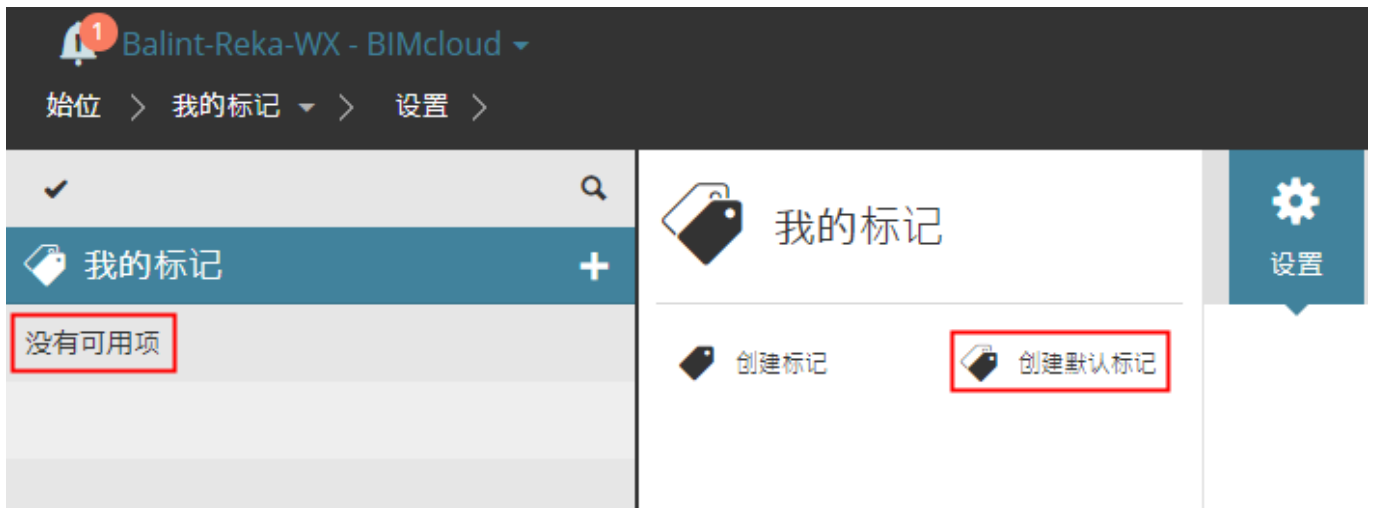 1
Balint-Reka-WX - BIMcloud
始位 > 我的标记 > 设置 >
我的标记
没有可用项
我的标记
创建标记 创建默认标记
设置